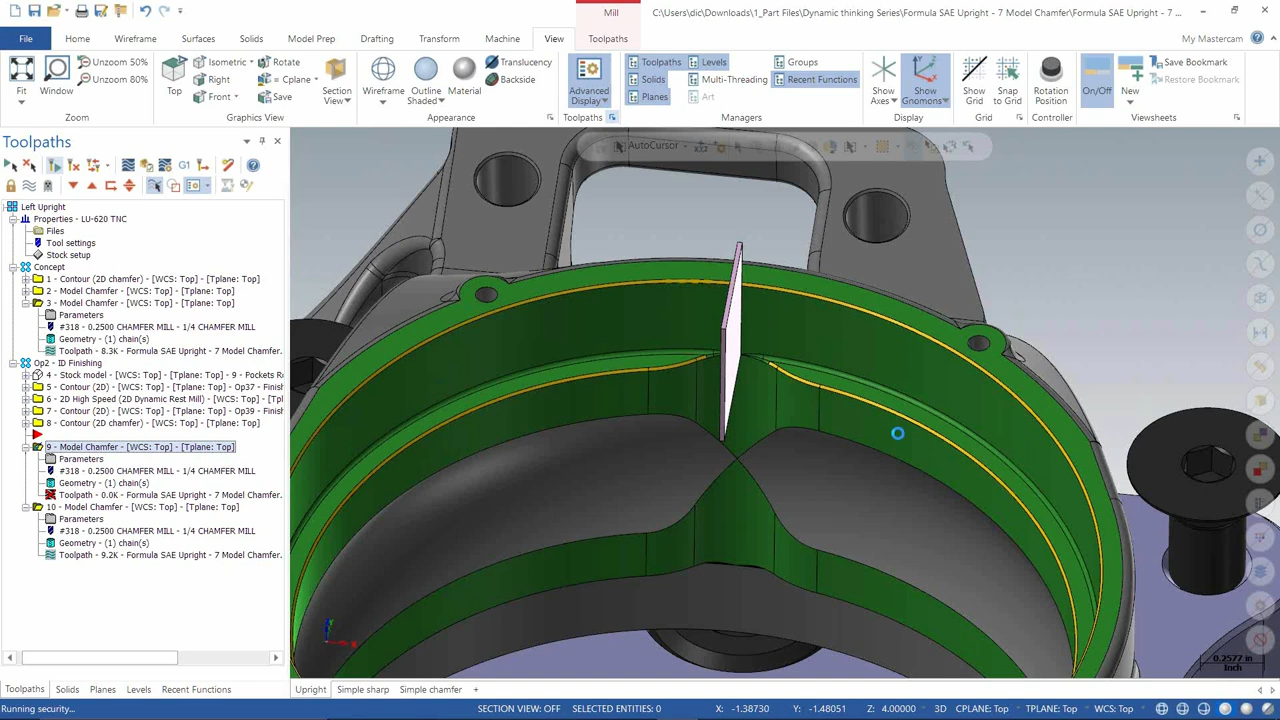 Mill
C:\Users\dic\Downloads\1_Part Files\Dynamic thinking Series\Formula SAE Upright - 7 Model Chamfer\Formula SAE Upright - 7 ...
File Home Wireframe Surfaces Solids Model Prep Drafting Transform Machine View Toolpaths My Mastercam
Fit
Window
Unzoom 50%
Unzoom 80%
Zoom
Top
Isometric
Right
Front
Rotate
= Cplane
Save
Section View
Graphics View
Wireframe
Outline Shaded
Material
Translucency
Backside
Appearance
Advanced Display
Toolpaths
Toolpaths
Solids
Planes
Levels
Multi-Threading
Art
Groups
Recent Functions
Managers
Show Axes
Show Gnomons
Display
Show Grid
Snap to Grid
Grid
Rotation Position
Controller
On/Off
New
Save Bookmark
Restore Bookmark
Viewsheets
AutoCursor
Toolpaths
G1
Left Upright
Properties - LU-620 TNC
Files
Tool settings
Stock setup
Concept
1 - Contour (2D chamfer) - [WCS: Top] - [Tplane: Top]
2 - Model Chamfer - [WCS: Top] - [Tplane: Top]
3 - Model Chamfer - [WCS: Top] - [Tplane: Top]
Parameters
#318 - 0.2500 CHAMFER MILL - 1/4 CHAMFER MILL
Geometry - (1) chain(s)
Toolpath - 8.3K - Formula SAE Upright - 7 Model Chamfer.
Op2 - ID Finishing
4 - Stock model - [WCS: Top] - [Tplane: Top] - 9 - Pockets R
5 - Contour (2D) - [WCS: Top] - [Tplane: Top] - Op37 - Finish
6 - 2D High Speed (2D Dynamic Rest Mill) - [WCS: Top] - [T
7 - Contour (2D) - [WCS: Top] - [Tplane: Top] - Op39 - Finish
8 - Contour (2D) - [WCS: Top] - [Tplane: Top]
9 - Model Chamfer - [WCS: Top] - [Tplane: Top]
Parameters
#318 - 0.2500 CHAMFER MILL - 1/4 CHAMFER MILL
Geometry - (1) chain(s)
Toolpath - 0.0K - Formula SAE Upright - 7 Model Chamfer.
10 - Model Chamfer - [WCS: Top] - [Tplane: Top]
Parameters
#318 - 0.2500 CHAMFER MILL - 1/4 CHAMFER MILL
Geometry - (1) chain(s)
Toolpath - 9.2K - Formula SAE Upright - 7 Model Chamfer.
0.2577 in
Inch
Toolpaths Solids Planes Levels Recent Functions
Upright Simple sharp Simple chamfer +
Running security... SECTION VIEW: OFF SELECTED ENTITIES: 0 X: -1.38730 Y: -1.48051 Z: 4.00000 3D CPLANE: Top TPLANE: Top WCS: Top